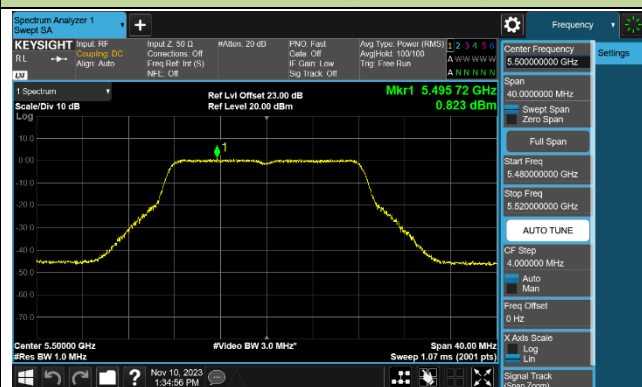 Spectrum Analyzer 1
Swept SA
+
Frequency
KEYSIGHT Input: RF Input Z: 50 Ω #Atten: 20 dB PNO: Fast Avg Type: Power (RMS) 1 2 3 4 5 6
RL Coupling: DC Corrections: Off Gate: Off Avg|Hold: 100/100 A W W W W W
Align: Auto Freq Ref: Int (S) IF Gain: Low Trig: Free Run
NFE: Off Sig Track: Off A N N N N N
LXI
Center Frequency
5.500000000 GHz
Settings
1 Spectrum
Scale/Div 10 dB
Ref Lvl Offset 23.00 dB
Ref Level 20.00 dBm
Mkr1 5.495 72 GHz
0.823 dBm
Span
40.0000000 MHz
Swept Span
Zero Span
Full Span
Start Freq
5.480000000 GHz
Stop Freq
5.520000000 GHz
AUTO TUNE
CF Step
4.000000 MHz
Auto
Man
Freq Offset
0 Hz
X Axis Scale
Log
Lin
Signal Track
(Span Zoom)
Log
10.0
0.00
-10.0
-20.0
-30.0
-40.0
-50.0
-60.0
-70.0
1
Center 5.50000 GHz
#Res BW 1.0 MHz
#Video BW 3.0 MHz*
Span 40.00 MHz
Sweep 1.07 ms (2001 pts)
?
Nov 10, 2023
1:34:56 PM